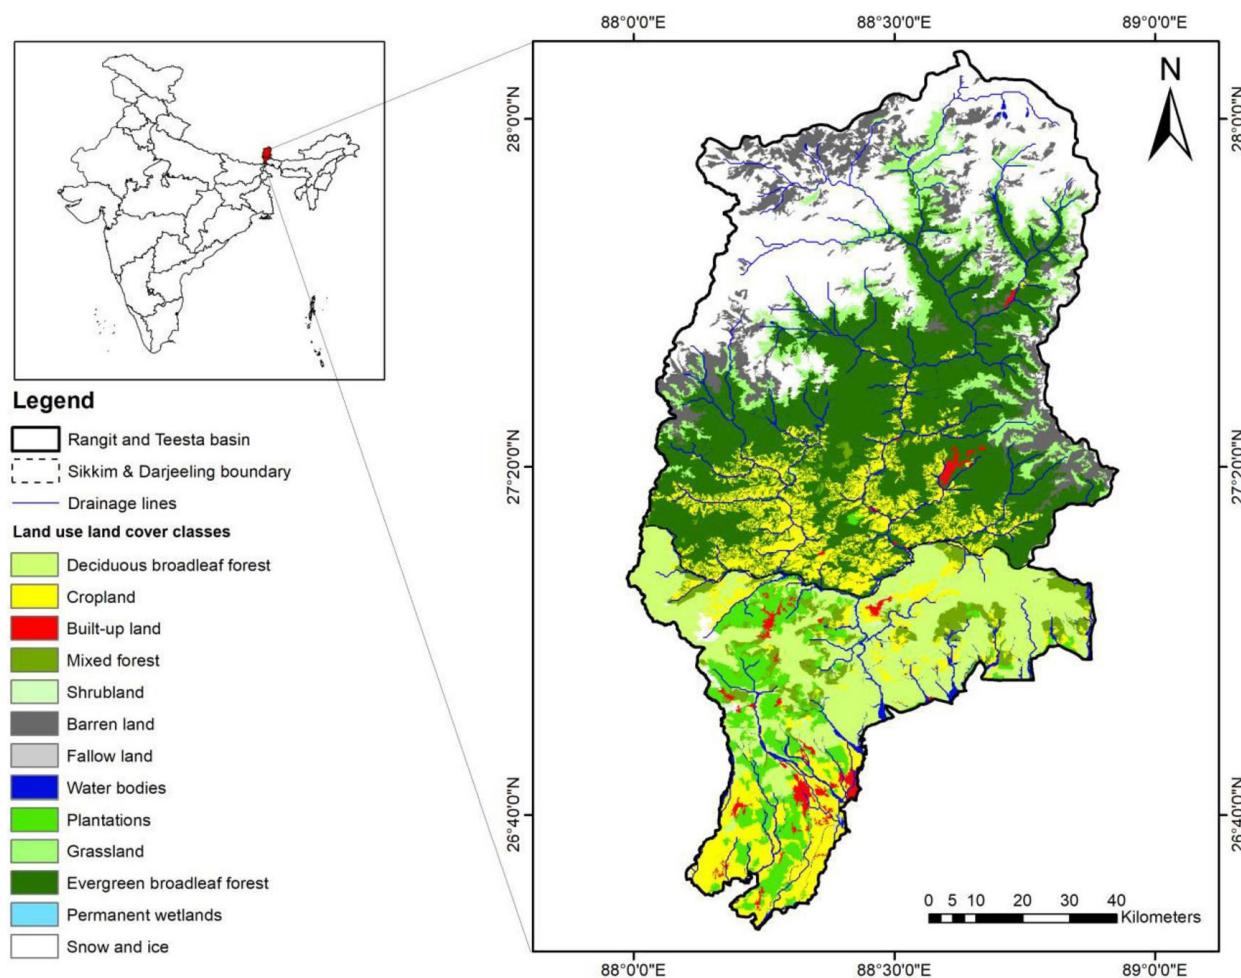 88°0'0"E 88°30'0"E 89°0'0"E
N
28°0'0"N 28°0'0"N
27°20'0"N 27°20'0"N
26°40'0"N 26°40'0"N
Legend
Rangit and Teesta basin
Sikkim & Darjeeling boundary
Drainage lines
Land use land cover classes
Deciduous broadleaf forest
Cropland
Built-up land
Mixed forest
Shrubland
Barren land
Fallow land
Water bodies
Plantations
Grassland
Evergreen broadleaf forest
Permanent wetlands
Snow and ice
0 5 10 20 30 40
Kilometers
88°0'0"E 88°30'0"E 89°0'0"E